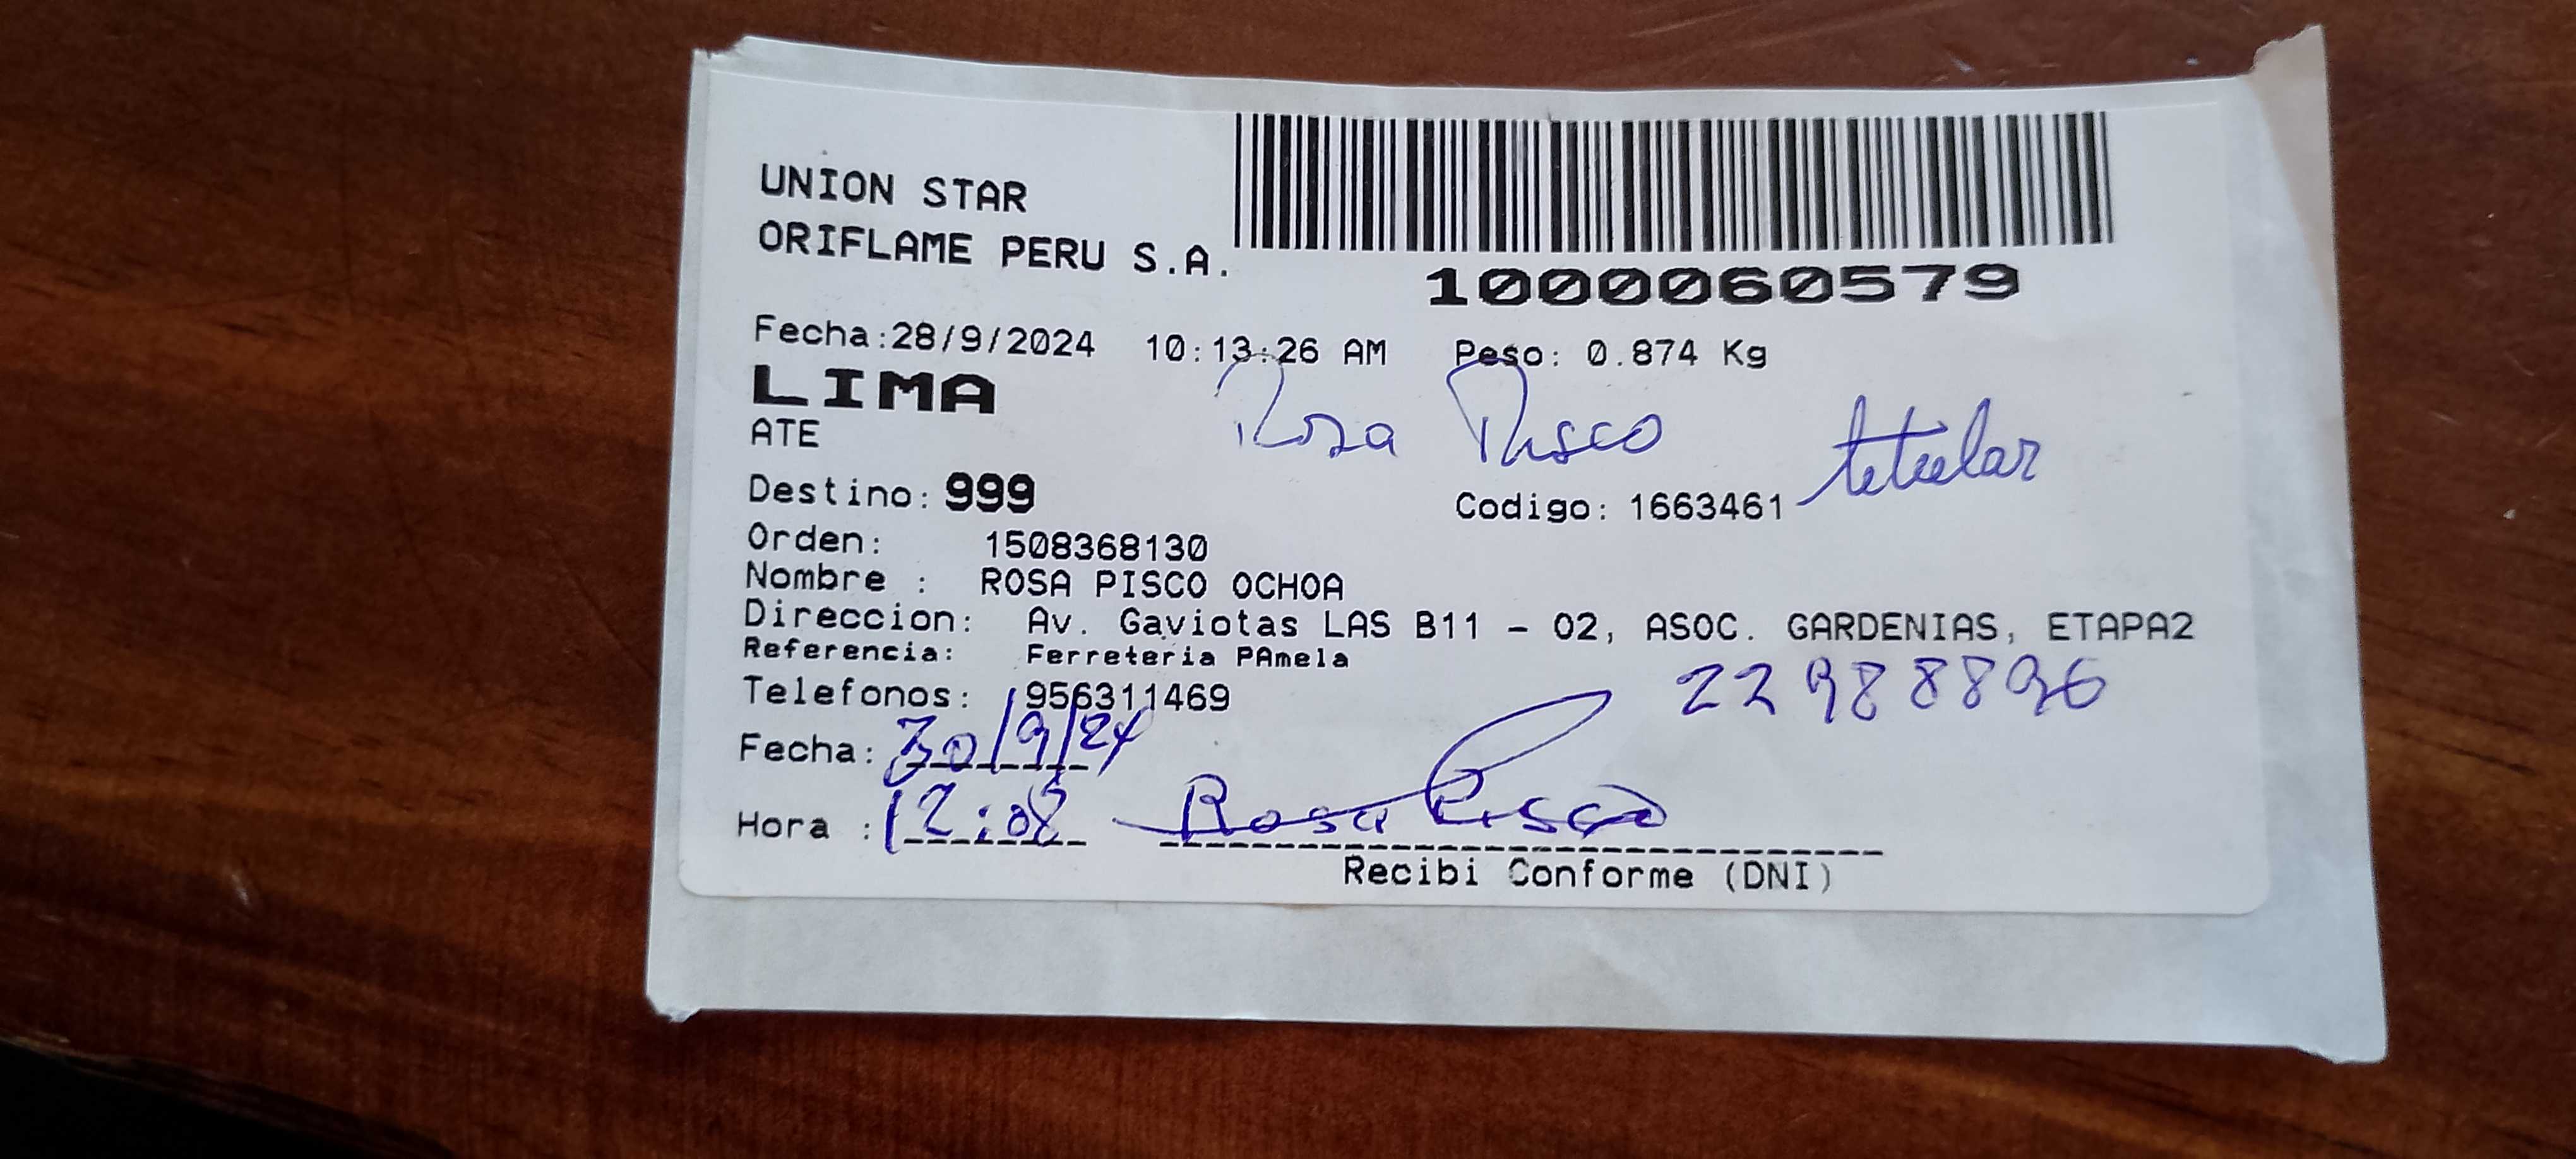 UNION STAR
ORIFLAME PERU S.A.
1000060579
Fecha:28/9/2024 10:13:26 AM Peso: 0.874 Kg
LIMA
ATE
Rosa Pisco titular
Destino: 999 Codigo: 1663461
Orden: 1508368130
Nombre : ROSA PISCO OCHOA
Direccion: Av. Gaviotas LAS B11 - 02, ASOC. GARDENIAS, ETAPA2
Referencia: Ferreteria PAmela
Telefonos: 956311469 22988896
Fecha: 30/9/24
Hora : 12:08 Rosa Pisco
Recibi Conforme (DNI)